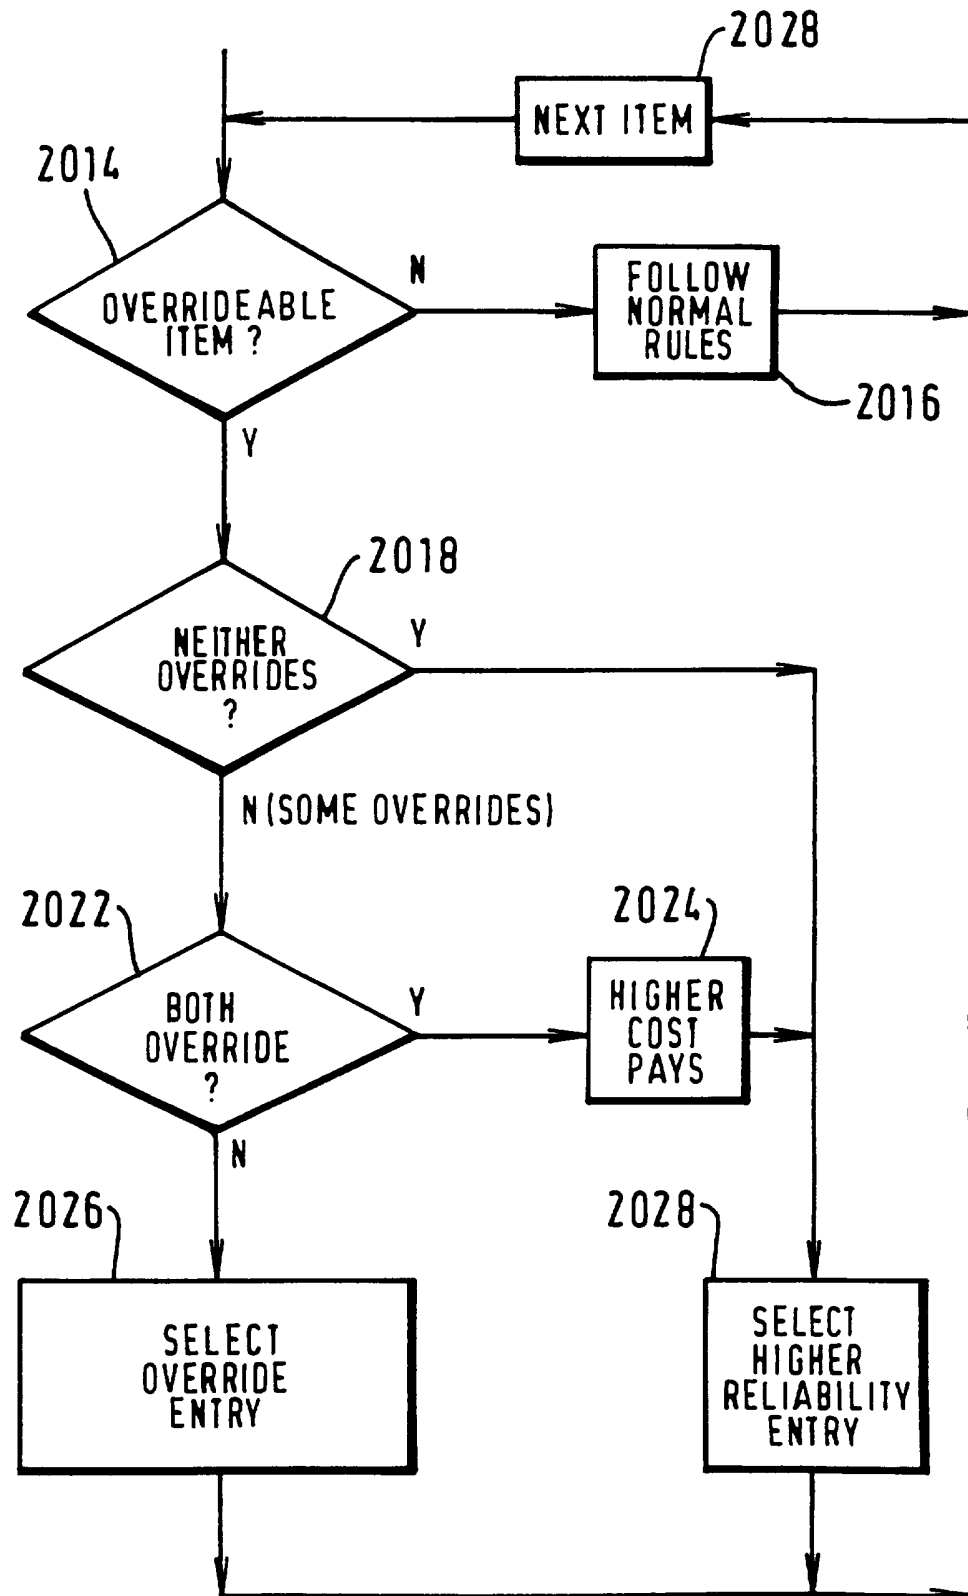 2028
NEXT ITEM
2014
OVERRIDEABLE
ITEM ?
N
FOLLOW
NORMAL
RULES
2016
Y
2018
NEITHER
OVERRIDES
?
Y
N (SOME OVERRIDES)
2022
BOTH
OVERRIDE
?
Y
2024
HIGHER
COST
PAYS
N
2026
SELECT
OVERRIDE
ENTRY
2028
SELECT
HIGHER
RELIABILITY
ENTRY